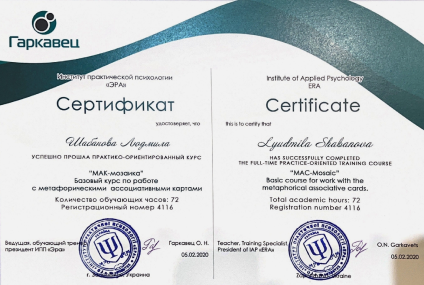 Гаркавец
Институт практической психологии
«ЭРА»
Сертификат
удостоверяет, что
Шабанова Людмила
УСПЕШНО ПРОШЛА ПРАКТИКО-ОРИЕНТИРОВАННЫЙ КУРС
"МАК-мозаика"
Базовый курс по работе
с метафорическими ассоциативными картами
Количество обучающих часов: 72
Регистрационный номер 4116
Ведущая, обучающий
президент ИПП «Эра»
Гаркавец О. Н.
05.02.2020
Украина
Institute of Applied Psychology
ERA
Certificate
this is to certify that
Lyudmila Shabanova
HAS SUCCESSFULLY COMPLETED
THE FULL-TIME PRACTICE-ORIENTED TRAINING COURSE
"MAC-Mosaic"
Basic course for work with the
metaphorical associative cards.
Total academic hours: 72
Registration number 4116
Teacher, Training Specialist,
President of IAP «ERA»
O.N. Garkavets
05.02.2020